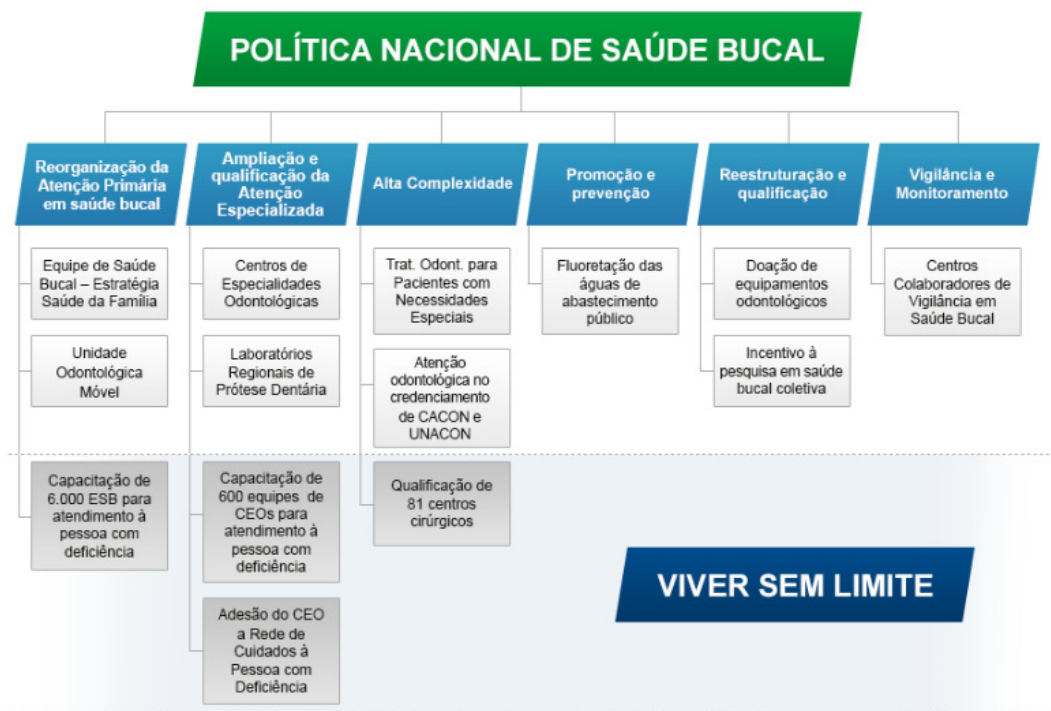 POLÍTICA NACIONAL DE SAÚDE BUCAL
Reorganização da
Atenção Primária
em saúde bucal
Ampliação e
qualificação da
Atenção
Especializada
Alta Complexidade
Promoção e
prevenção
Reestruturação e
qualificação
Vigilância e
Monitoramento
Equipe de Saúde
Bucal – Estratégia
Saúde da Família
Centros de
Especialidades
Odontológicas
Trat. Odont. para
Pacientes com
Necessidades
Especiais
Fluoretação das
águas de
abastecimento
público
Doação de
equipamentos
odontológicos
Centros
Colaboradores de
Vigilância em
Saúde Bucal
Unidade
Odontológica
Móvel
Laboratórios
Regionais de
Prótese Dentária
Atenção
odontológica no
credenciamento
de CACON e
UNACON
Incentivo à
pesquisa em saúde
bucal coletiva
Capacitação de
6.000 ESB para
atendimento à
pessoa com
deficiência
Capacitação de
600 equipes de
CEOs para
atendimento à
pessoa com
deficiência
Qualificação de
81 centros
cirúrgicos
Adesão do CEO
a Rede de
Cuidados à
Pessoa com
Deficiência
VIVER SEM LIMITE